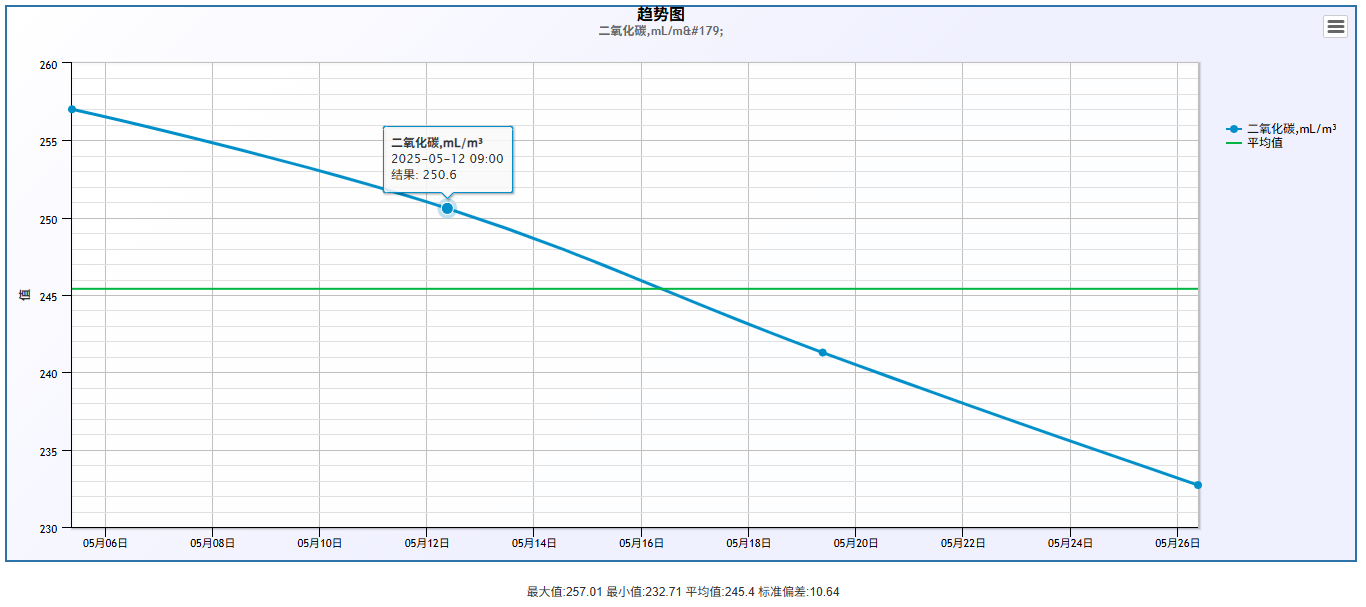 趋势图
二氧化碳,mL/m&#179;
260
255
250
245
240
235
230
值
二氧化碳,mL/m³
2025-05-12 09:00
结果: 250.6
二氧化碳,mL/m³
平均值
05月06日 05月08日 05月10日 05月12日 05月14日 05月16日 05月18日 05月20日 05月22日 05月24日 05月26日
最大值:257.01 最小值:232.71 平均值:245.4 标准偏差:10.64